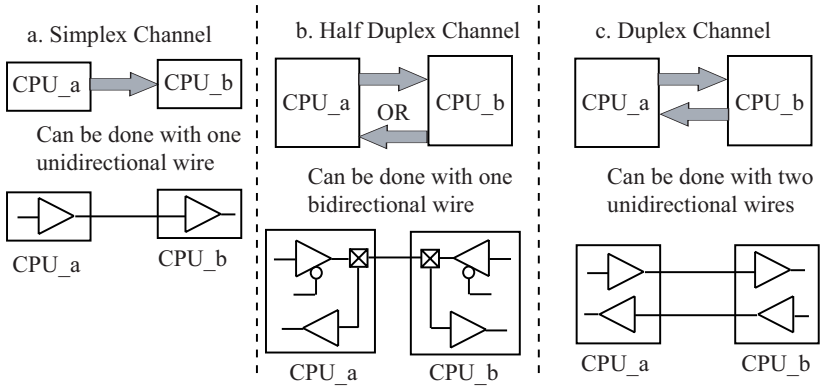 a. Simplex Channel
CPU_a
CPU_b
Can be done with one
unidirectional wire
CPU_a
CPU_b
b. Half Duplex Channel
CPU_a
OR
CPU_b
Can be done with one
bidirectional wire
CPU_a
CPU_b
c. Duplex Channel
CPU_a
CPU_b
Can be done with two
unidirectional wires
CPU_a
CPU_b